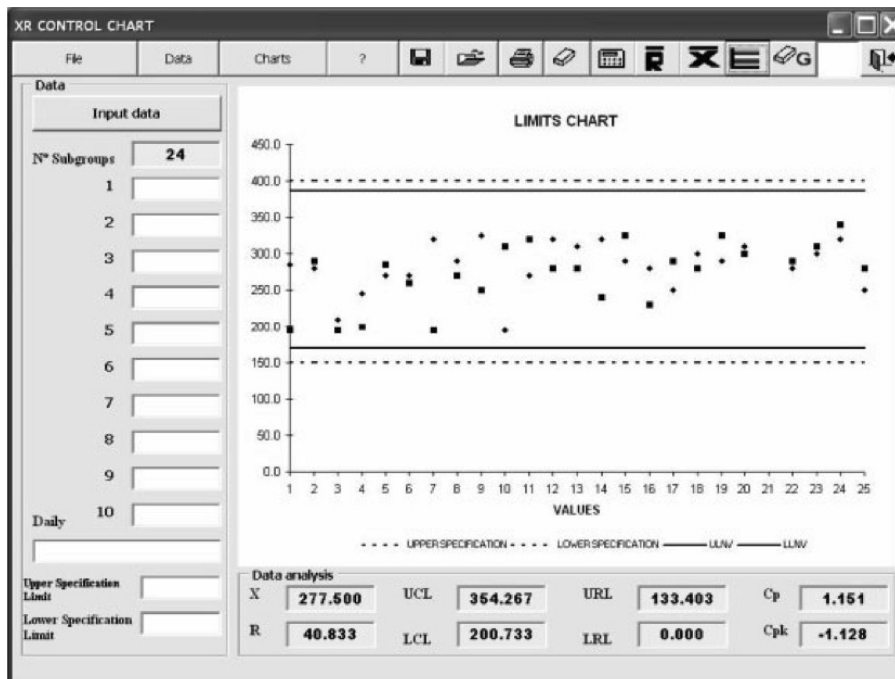 XR CONTROL CHART
File Data Charts ? R X G
Data
Input data
Nº Subgroups 24
1
2
3
4
5
6
7
8
9
10
Daily
Upper Specification
Limit
Lower Specification
Limit
LIMITS CHART
450.0
400.0
350.0
300.0
250.0
200.0
150.0
100.0
50.0
0.0
1 2 3 4 5 6 7 8 9 10 11 12 13 14 15 16 17 18 19 20 21 22 23 24 25
VALUES
UPPER SPECIFICATION LOWER SPECIFICATION ULNV LLNV
Data analysis
X 277.500 UCL 354.267 URL 133.403 Cp 1.151
R 40.833 LCL 200.733 LRL 0.000 Cpk -1.128